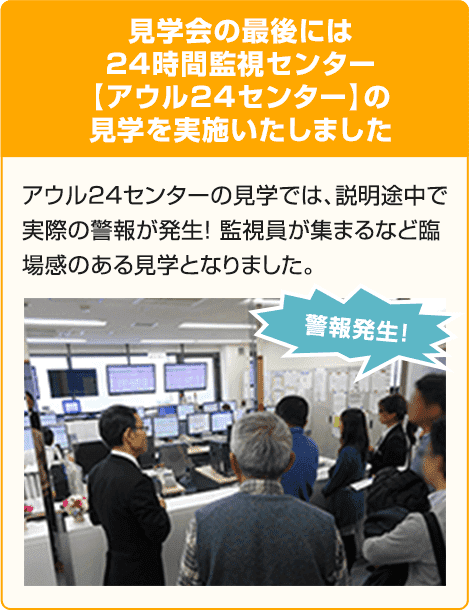 見学会の最後には
24時間監視センター
【アウル24センター】の
見学を実施いたしました
アウル24センターの見学では、説明途中で
実際の警報が発生! 監視員が集まるなど臨
場感のある見学となりました。
警報発生!